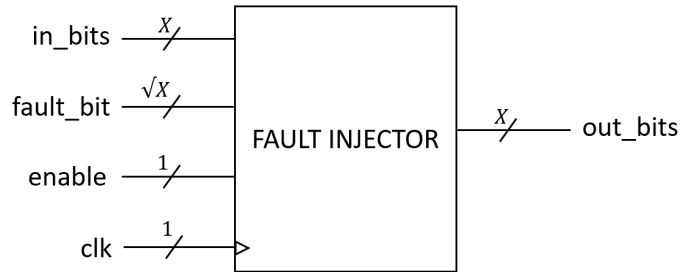 in_bits
X
fault_bit
√X
enable
1
clk
1
FAULT INJECTOR
X
out_bits